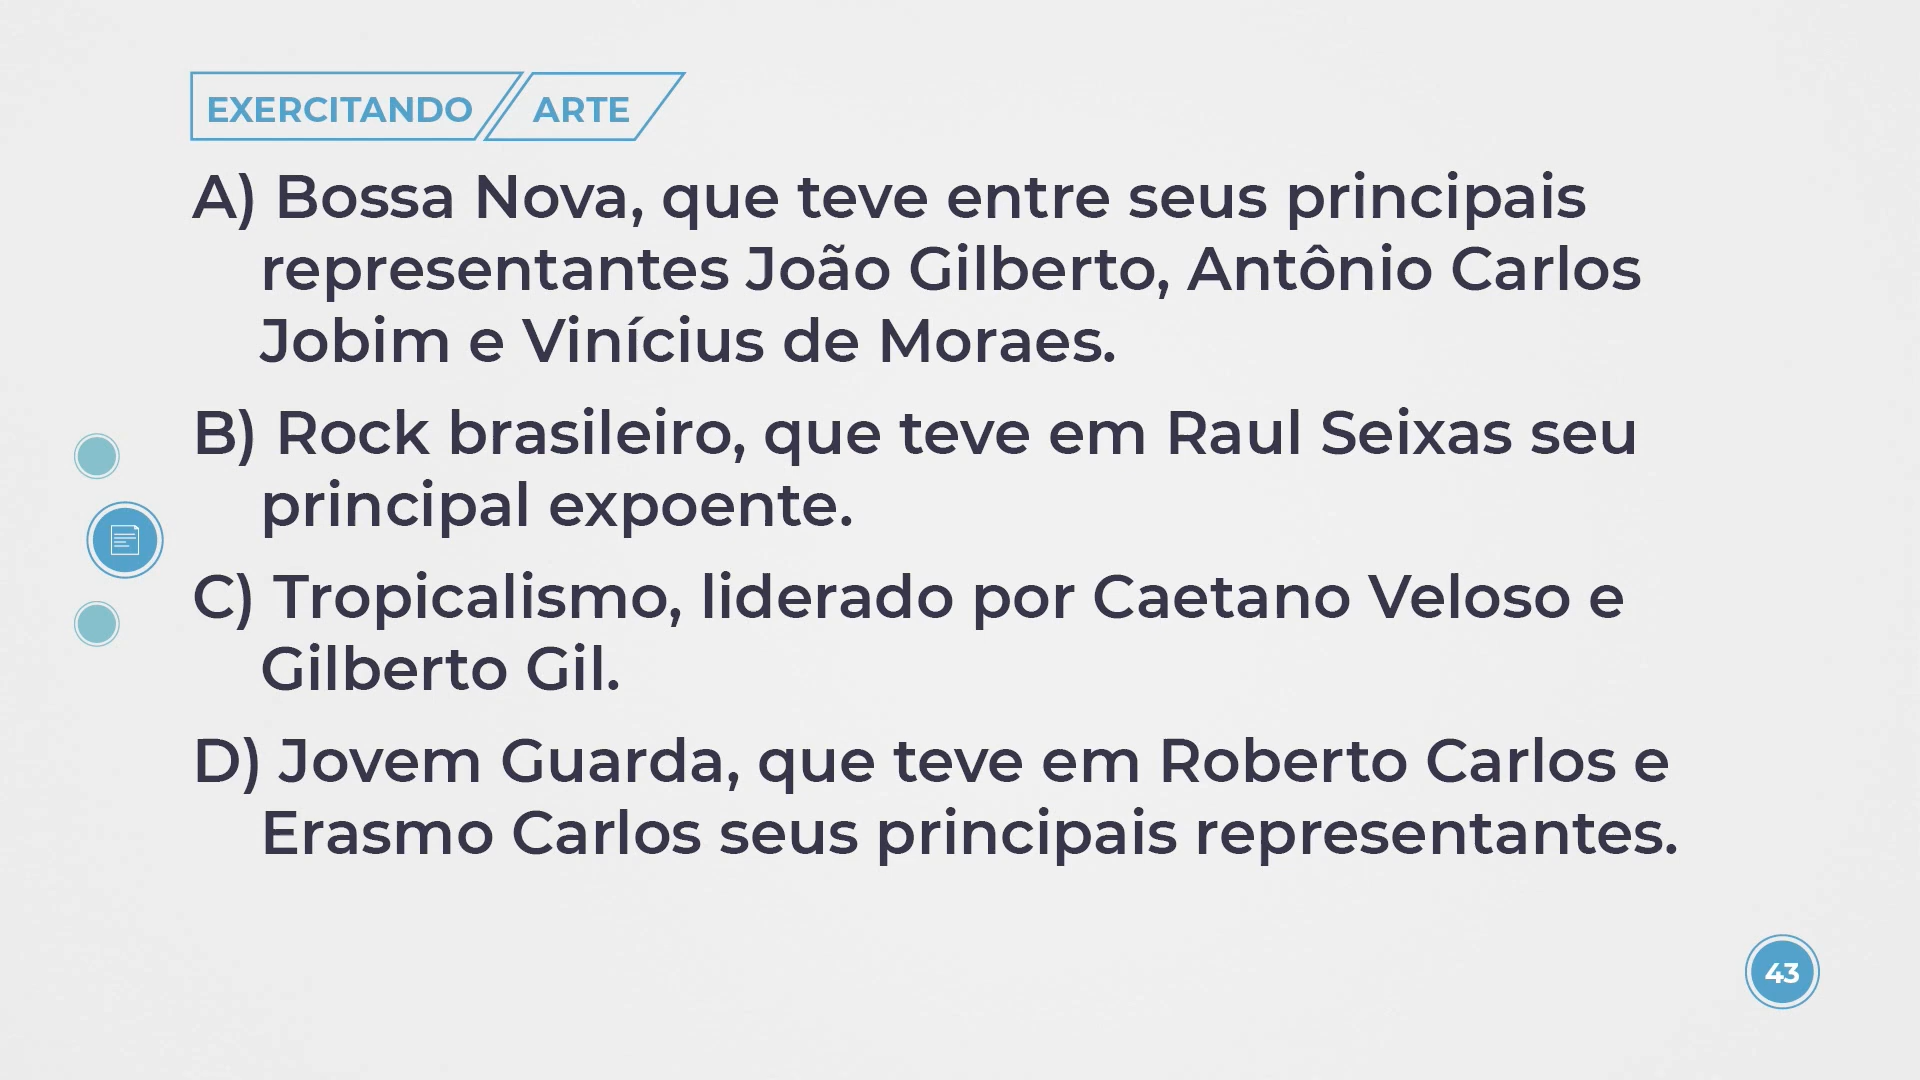 EXERCITANDO ARTE
A) Bossa Nova, que teve entre seus principais
representantes João Gilberto, Antônio Carlos
Jobim e Vinícius de Moraes.
B) Rock brasileiro, que teve em Raul Seixas seu
principal expoente.
C) Tropicalismo, liderado por Caetano Veloso e
Gilberto Gil.
D) Jovem Guarda, que teve em Roberto Carlos e
Erasmo Carlos seus principais representantes.
43